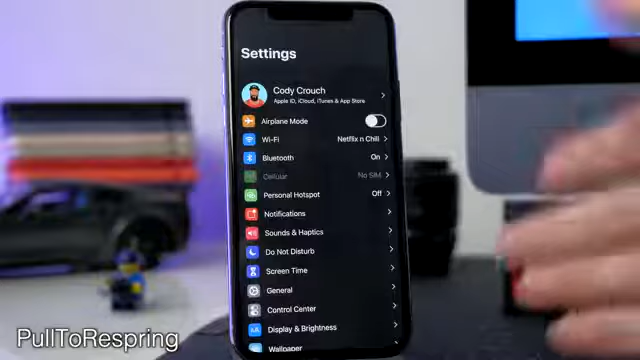 Settings
Cody Crouch
Apple ID, iCloud, iTunes & App Store
Airplane Mode
Wi-Fi Netflix n Chill
Bluetooth On
Cellular No SIM
Personal Hotspot Off
Notifications
Sounds & Haptics
Do Not Disturb
Screen Time
General
Control Center
Display & Brightness
Wallpaper
PullToRespring